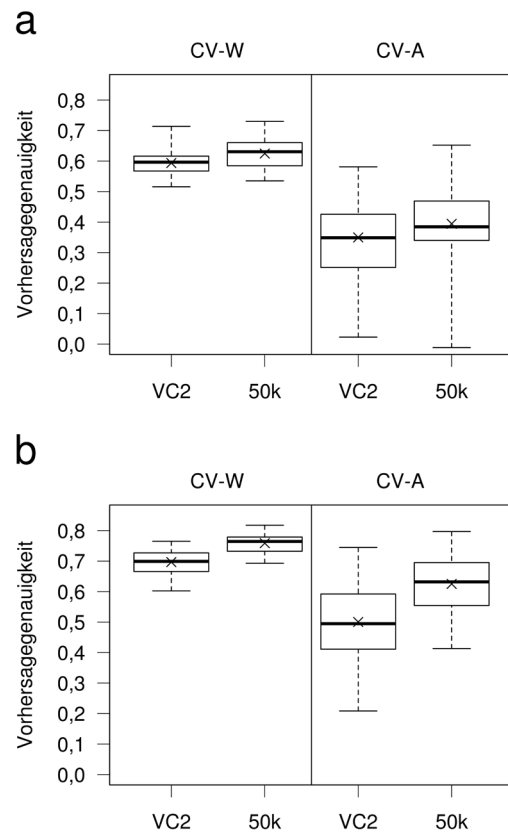 a
CV-W CV-A
Vorhersagegenauigkeit
0,8
0,7
0,6
0,5
0,4
0,3
0,2
0,1
0,0
VC2 50k VC2 50k
b
CV-W CV-A
Vorhersagegenauigkeit
0,8
0,7
0,6
0,5
0,4
0,3
0,2
0,1
0,0
VC2 50k VC2 50k